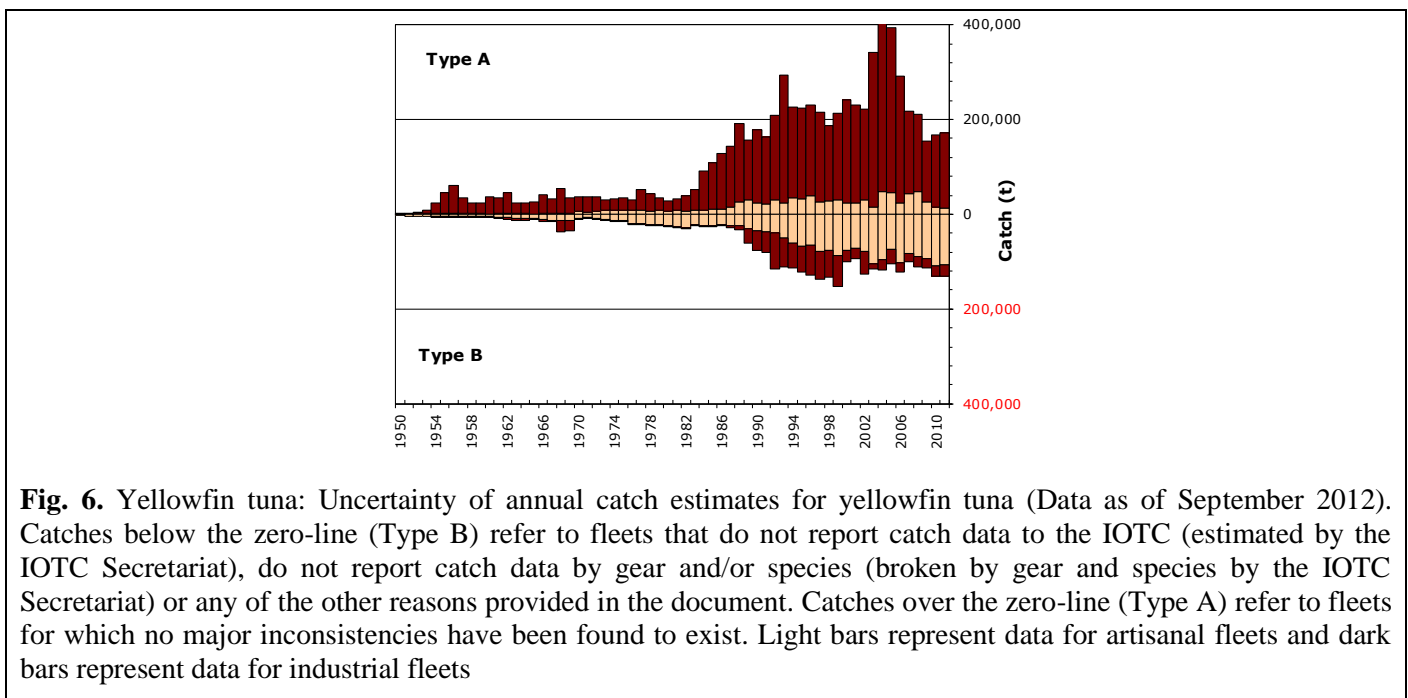 400,000
Type A
200,000
0
Catch (t)
200,000
Type B
400,000
1950
1954
1958
1962
1966
1970
1974
1978
1982
1986
1990
1994
1998
2002
2006
2010
Fig. 6. Yellowfin tuna: Uncertainty of annual catch estimates for yellowfin tuna (Data as of September 2012).
Catches below the zero-line (Type B) refer to fleets that do not report catch data to the IOTC (estimated by the
IOTC Secretariat), do not report catch data by gear and/or species (broken by gear and species by the IOTC
Secretariat) or any of the other reasons provided in the document. Catches over the zero-line (Type A) refer to fleets
for which no major inconsistencies have been found to exist. Light bars represent data for artisanal fleets and dark
bars represent data for industrial fleets